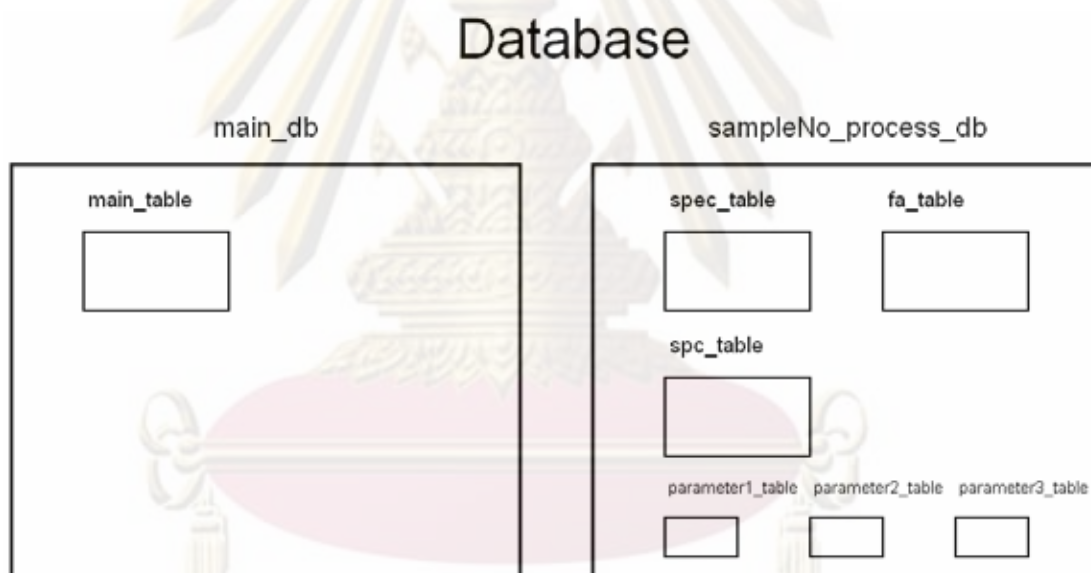 Database
main_db
sampleNo_process_db
main_table
spec_table
fa_table
spc_table
parameter1_table
parameter2_table
parameter3_table